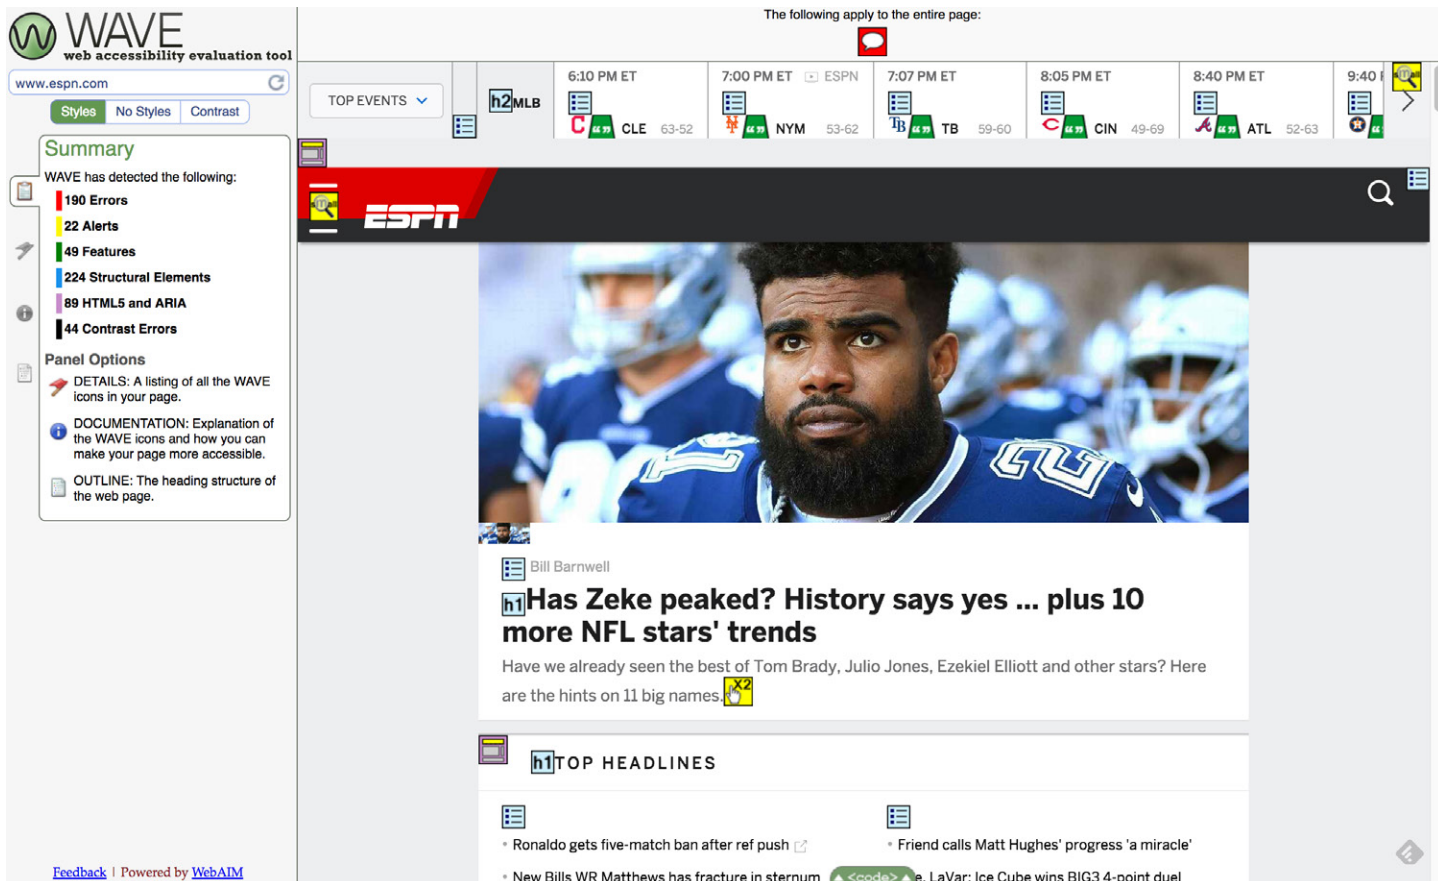 WAVE
web accessibility evaluation tool
www.espn.com
Styles No Styles Contrast
Summary
WAVE has detected the following:
190 Errors
22 Alerts
49 Features
224 Structural Elements
89 HTML5 and ARIA
44 Contrast Errors
Panel Options
DETAILS: A listing of all the WAVE
icons in your page.
DOCUMENTATION: Explanation of
the WAVE icons and how you can
make your page more accessible.
OUTLINE: The heading structure of
the web page.
Feedback | Powered by WebAIM
The following apply to the entire page:
TOP EVENTS
h2 MLB
6:10 PM ET
CLE 63-52
7:00 PM ET ESPN
NYM 53-62
7:07 PM ET
TB 59-60
8:05 PM ET
CIN 49-69
8:40 PM ET
ATL 52-63
9:40
ESPN
Bill Barnwell
h1 Has Zeke peaked? History says yes ... plus 10
more NFL stars' trends
Have we already seen the best of Tom Brady, Julio Jones, Ezekiel Elliott and other stars? Here
are the hints on 11 big names. X2
h1 TOP HEADLINES
• Ronaldo gets five-match ban after ref push
• Friend calls Matt Hughes' progress 'a miracle'
• New Bills WR Matthews has fracture in sternum
<code>
e, LaVar: Ice Cube wins BIG3 4-point duel